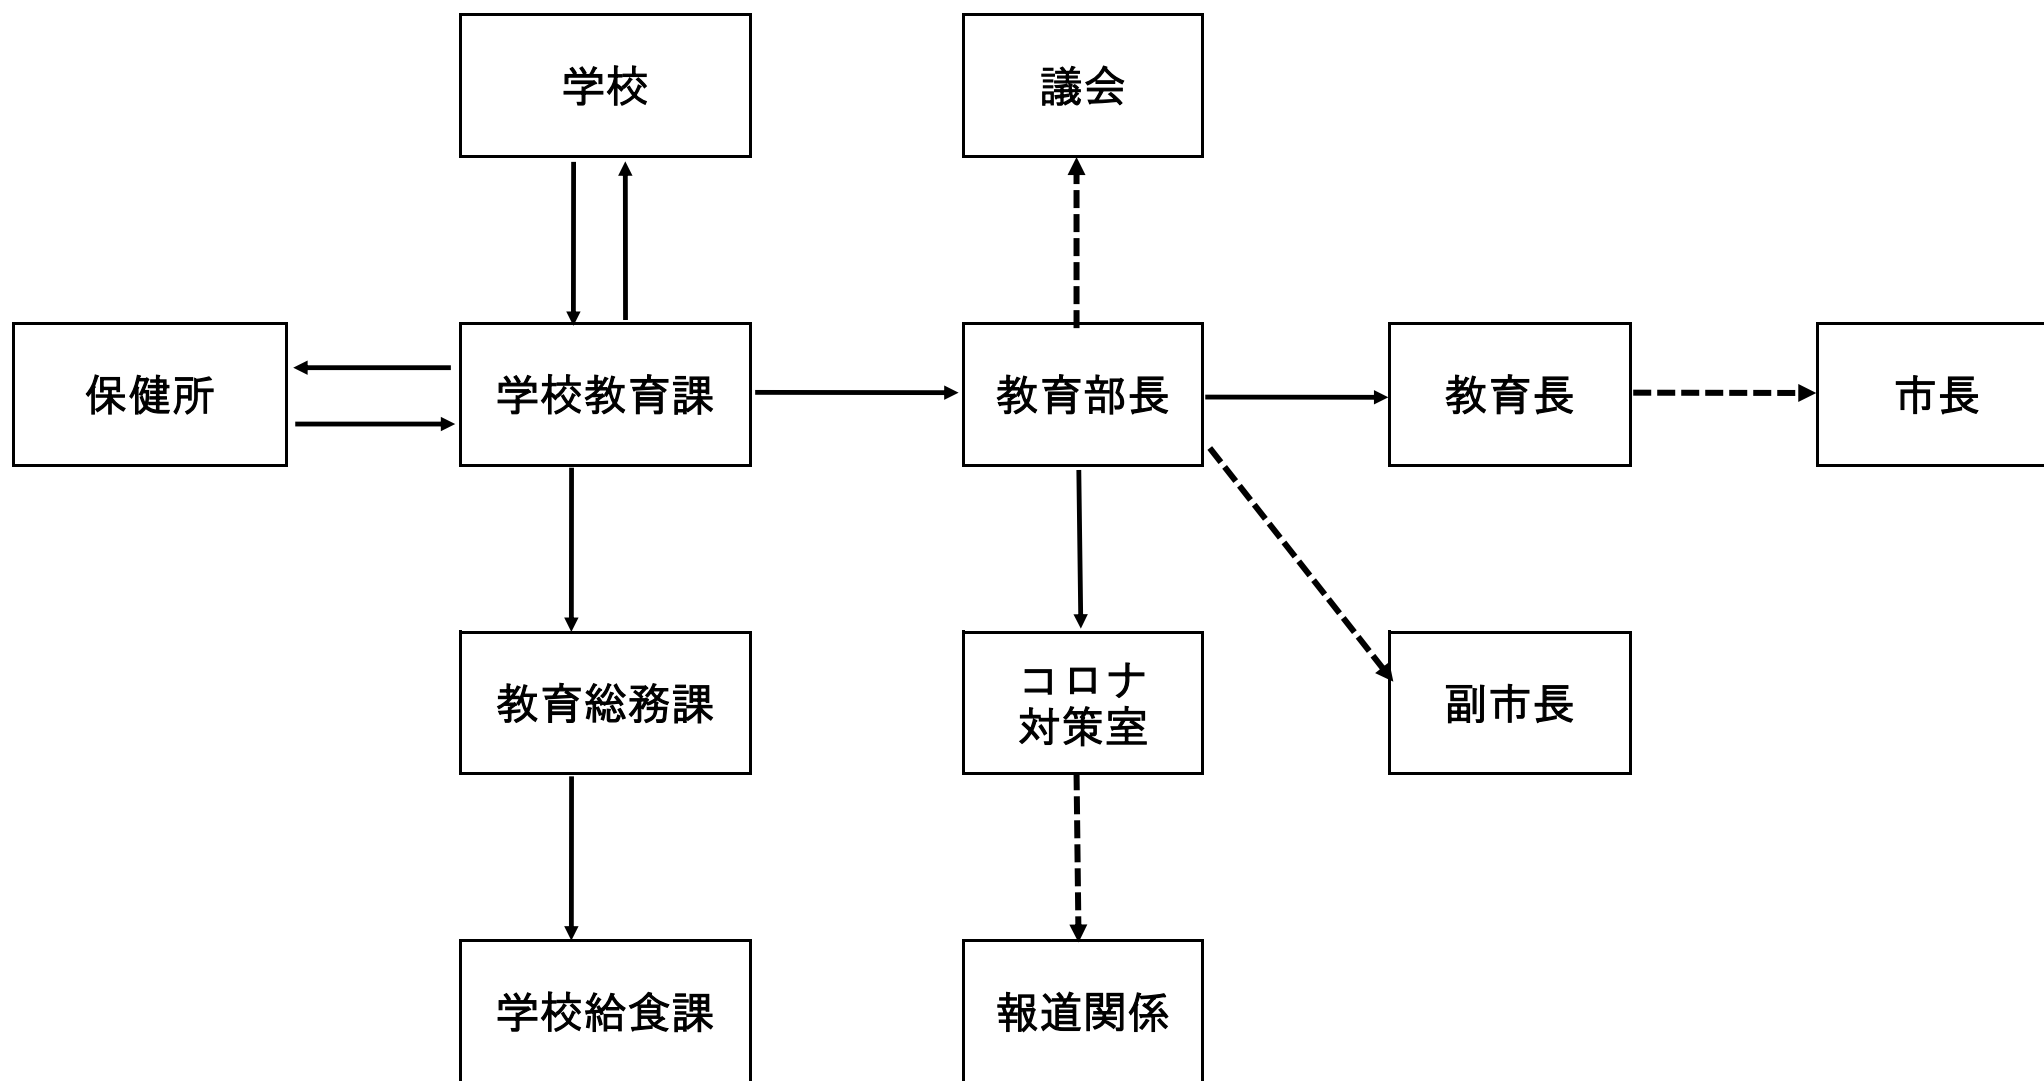 学校
議会
保健所
学校教育課
教育部長
教育長
市長
教育総務課
コロナ
対策室
副市長
学校給食課
報道関係